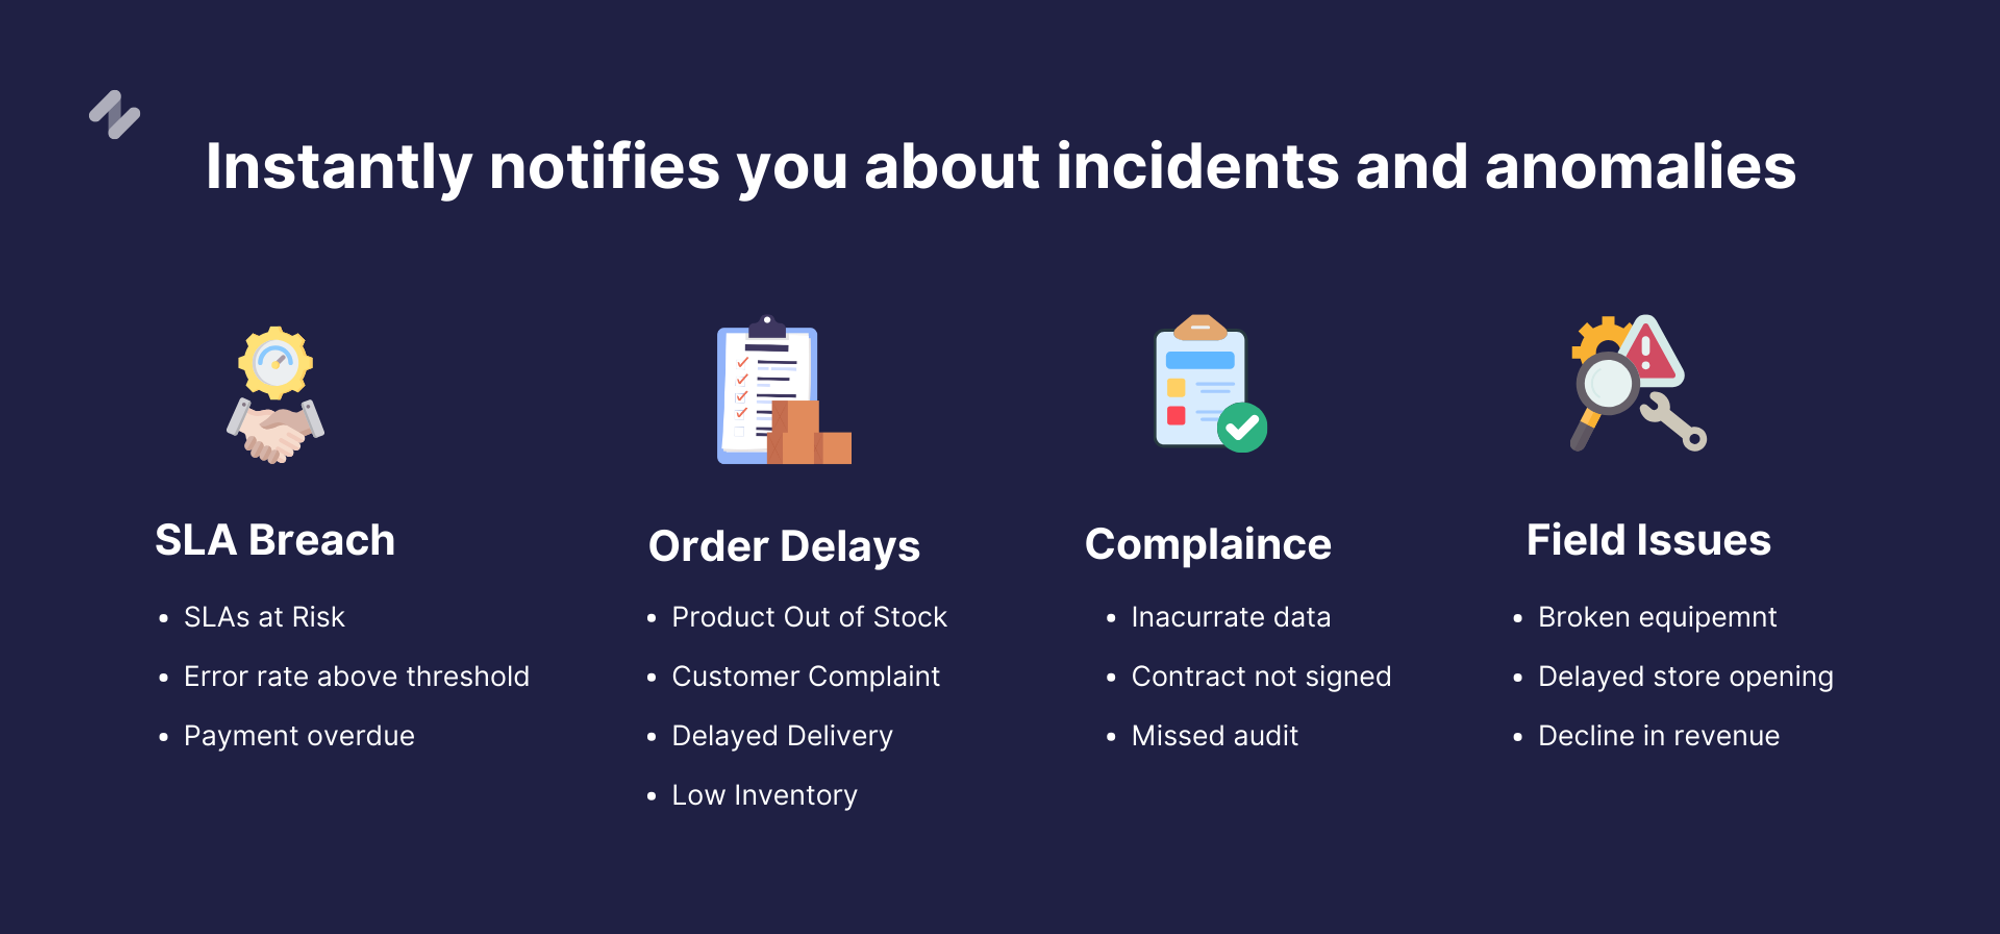 Instantly notifies you about incidents and anomalies
SLA Breach
SLAs at Risk
Error rate above threshold
Payment overdue
Order Delays
Product Out of Stock
Customer Complaint
Delayed Delivery
Low Inventory
Complaince
Inacurrate data
Contract not signed
Missed audit
Field Issues
Broken equipemnt
Delayed store opening
Decline in revenue